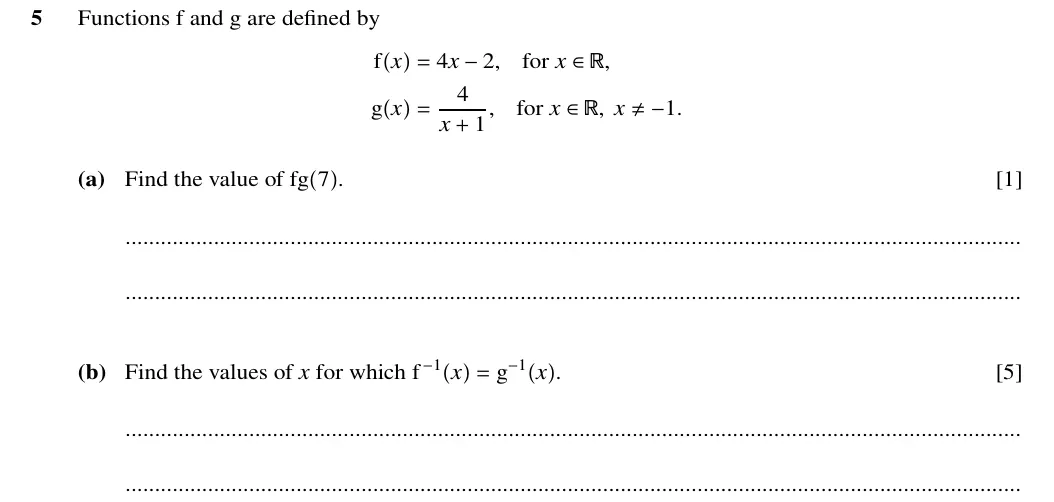 5 Functions f and g are defined by
f(x) = 4x − 2, for x ∈ ℝ,
g(x) = 4/(x + 1), for x ∈ ℝ, x ≠ −1.
(a) Find the value of fg(7). [1]
(b) Find the values of x for which f⁻¹(x) = g⁻¹(x). [5]